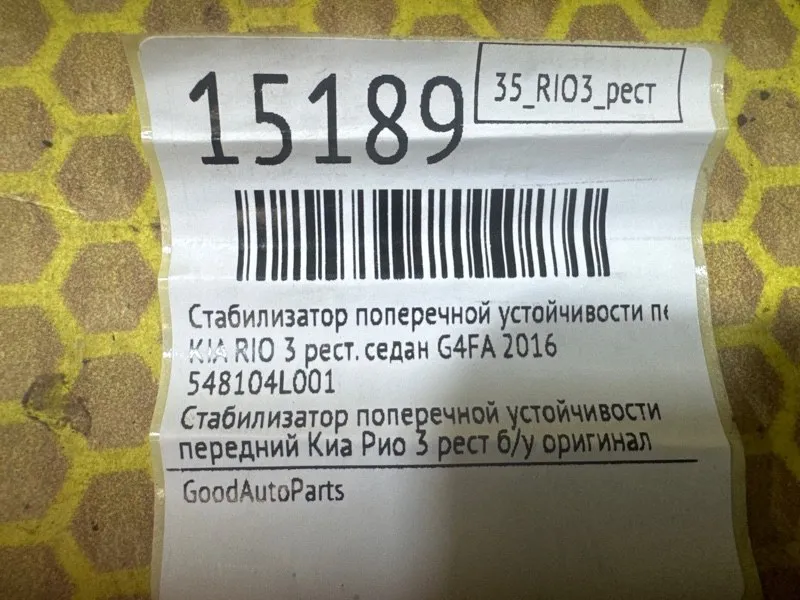 15189
35_RIO3_рест
Стабилизатор поперечной устойчивости пе
KIA RIO 3 рест. седан G4FA 2016
548104L001
Стабилизатор поперечной устойчивости
передний Киа Рио 3 рест б/у оригинал
GoodAutoParts